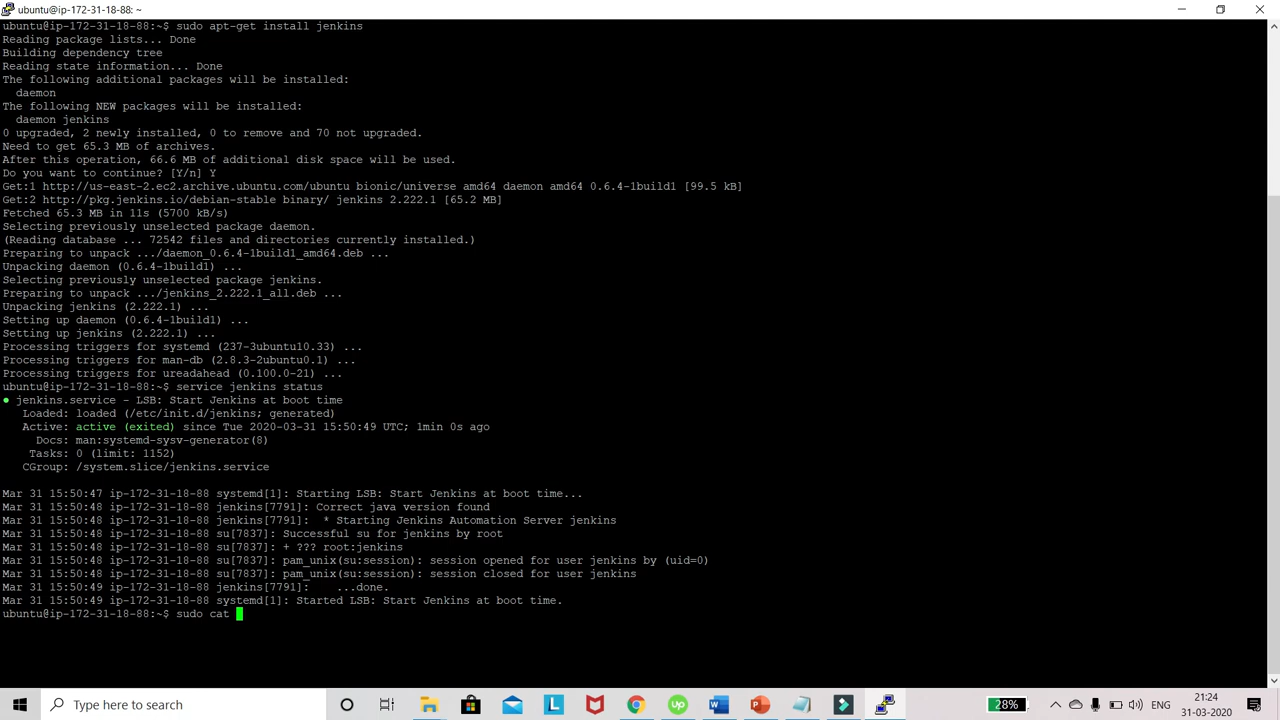 ubuntu@ip-172-31-18-88: ~
ubuntu@ip-172-31-18-88:~$ sudo apt-get install jenkins
Reading package lists... Done
Building dependency tree
Reading state information... Done
The following additional packages will be installed:
  daemon
The following NEW packages will be installed:
  daemon jenkins
0 upgraded, 2 newly installed, 0 to remove and 70 not upgraded.
Need to get 65.3 MB of archives.
After this operation, 66.6 MB of additional disk space will be used.
Do you want to continue? [Y/n] Y
Get:1 http://us-east-2.ec2.archive.ubuntu.com/ubuntu bionic/universe amd64 daemon amd64 0.6.4-1build1 [99.5 kB]
Get:2 http://pkg.jenkins.io/debian-stable binary/ jenkins 2.222.1 [65.2 MB]
Fetched 65.3 MB in 11s (5700 kB/s)
Selecting previously unselected package daemon.
(Reading database ... 72542 files and directories currently installed.)
Preparing to unpack .../daemon_0.6.4-1build1_amd64.deb ...
Unpacking daemon (0.6.4-1build1) ...
Selecting previously unselected package jenkins.
Preparing to unpack .../jenkins_2.222.1_all.deb ...
Unpacking jenkins (2.222.1) ...
Setting up daemon (0.6.4-1build1) ...
Setting up jenkins (2.222.1) ...
Processing triggers for systemd (237-3ubuntu10.33) ...
Processing triggers for man-db (2.8.3-2ubuntu0.1) ...
Processing triggers for ureadahead (0.100.0-21) ...
ubuntu@ip-172-31-18-88:~$ service jenkins status
● jenkins.service - LSB: Start Jenkins at boot time
   Loaded: loaded (/etc/init.d/jenkins; generated)
   Active: active (exited) since Tue 2020-03-31 15:50:49 UTC; 1min 0s ago
     Docs: man:systemd-sysv-generator(8)
    Tasks: 0 (limit: 1152)
   CGroup: /system.slice/jenkins.service
Mar 31 15:50:47 ip-172-31-18-88 systemd[1]: Starting LSB: Start Jenkins at boot time...
Mar 31 15:50:48 ip-172-31-18-88 jenkins[7791]: Correct java version found
Mar 31 15:50:48 ip-172-31-18-88 jenkins[7791]:  * Starting Jenkins Automation Server jenkins
Mar 31 15:50:48 ip-172-31-18-88 su[7837]: Successful su for jenkins by root
Mar 31 15:50:48 ip-172-31-18-88 su[7837]: + ??? root:jenkins
Mar 31 15:50:48 ip-172-31-18-88 su[7837]: pam_unix(su:session): session opened for user jenkins by (uid=0)
Mar 31 15:50:48 ip-172-31-18-88 su[7837]: pam_unix(su:session): session closed for user jenkins
Mar 31 15:50:49 ip-172-31-18-88 jenkins[7791]:    ...done.
Mar 31 15:50:49 ip-172-31-18-88 systemd[1]: Started LSB: Start Jenkins at boot time.
ubuntu@ip-172-31-18-88:~$ sudo cat
Type here to search
L
up
W
P
28%
ENG
21:24
31-03-2020